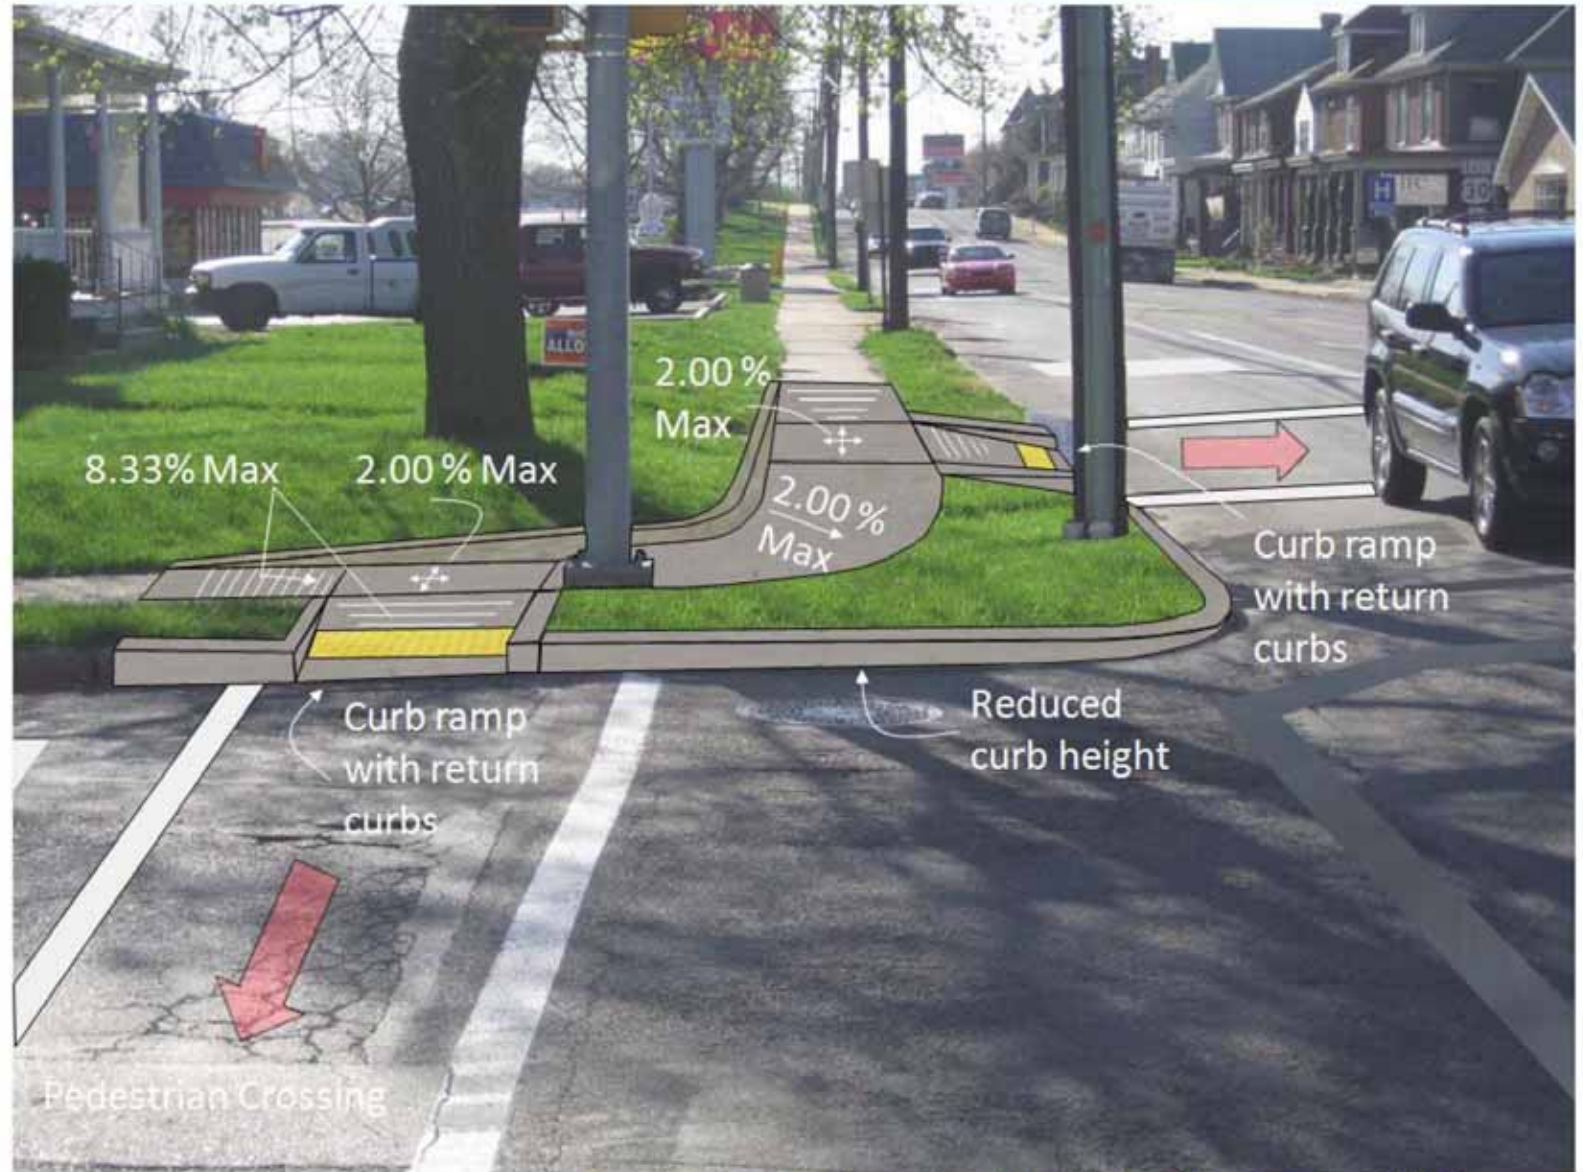 ALLO
2.00 %
Max
8.33% Max
2.00 % Max
2.00 %
Max
Curb ramp
with return
curbs
Curb ramp
with return
curbs
Reduced
curb height
Pedestrian Crossing
H